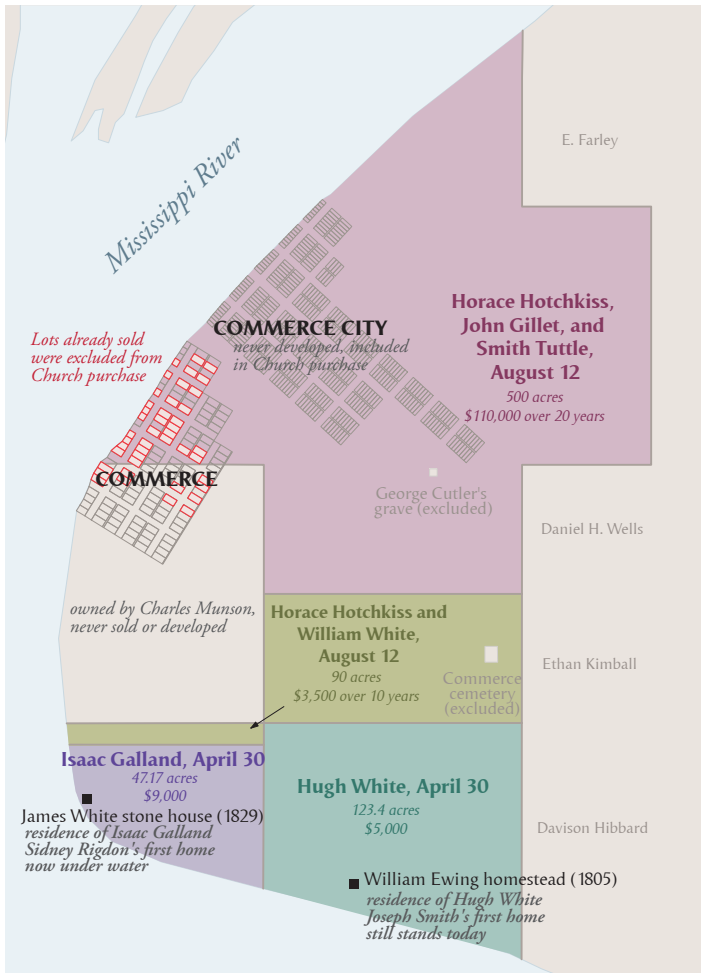 E. Farley
Mississippi River
Horace Hotchkiss,
John Gillet, and
Smith Tuttle,
August 12
500 acres
$110,000 over 20 years
COMMERCE CITY
never developed, included
in Church purchase
Lots already sold
were excluded from
Church purchase
COMMERCE
George Cutler's
grave (excluded)
Daniel H. Wells
owned by Charles Munson,
never sold or developed
Horace Hotchkiss and
William White,
August 12
90 acres
$3,500 over 10 years
Commerce
cemetery
(excluded)
Ethan Kimball
Isaac Galland, April 30
47.17 acres
$9,000
James White stone house (1829)
residence of Isaac Galland
Sidney Rigdon's first home
now under water
Hugh White, April 30
123.4 acres
$5,000
Davison Hibbard
William Ewing homestead (1805)
residence of Hugh White
Joseph Smith's first home
still stands today